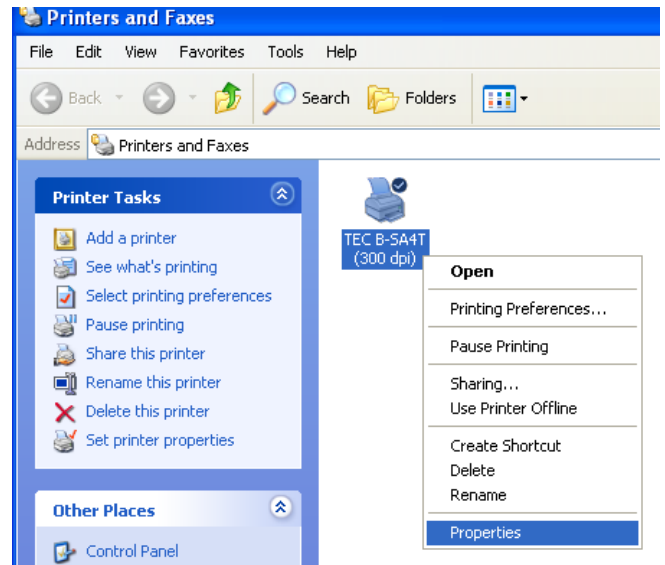 Printers and Faxes
File Edit View Favorites Tools Help
Back Search Folders
Address Printers and Faxes
Printer Tasks
Add a printer
See what's printing
Select printing preferences
Pause printing
Share this printer
Rename this printer
Delete this printer
Set printer properties
Other Places
Control Panel
TEC B-SA4T
(300 dpi)
Open
Printing Preferences...
Pause Printing
Sharing...
Use Printer Offline
Create Shortcut
Delete
Rename
Properties